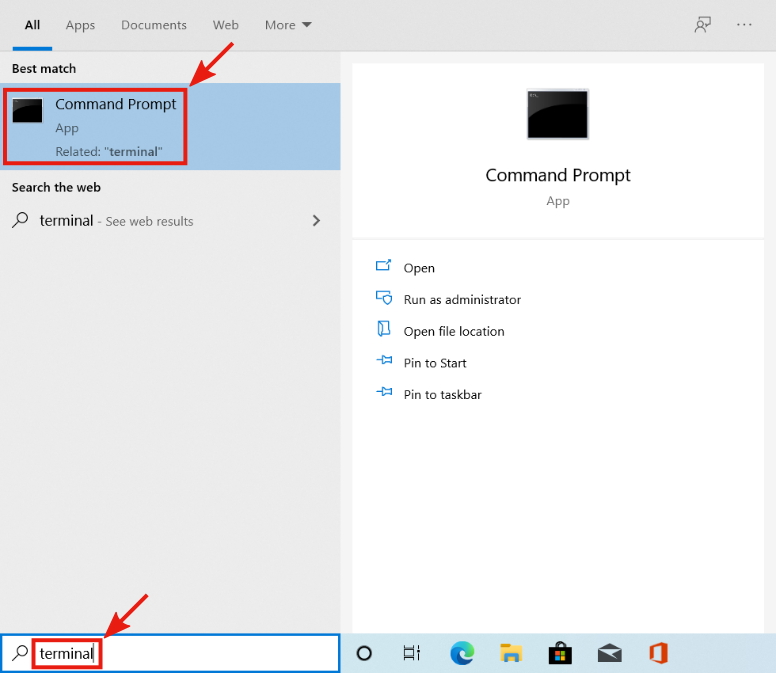 All Apps Documents Web More
Best match
Command Prompt
App
Related: "terminal"
Search the web
terminal - See web results
Command Prompt
App
Open
Run as administrator
Open file location
Pin to Start
Pin to taskbar
terminal